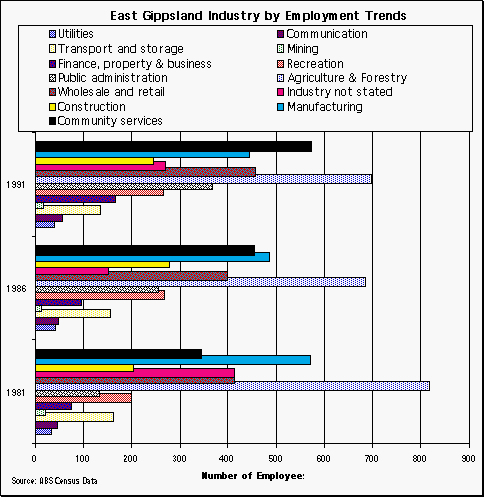 East Gippsland Industry by Employment Trends
Utilities Communication
Transport and storage Mining
Finance, property & business Recreation
Public administration Agriculture & Forestry
Wholesale and retail Industry not stated
Construction Manufacturing
Community services
1991
1986
1981
0 100 200 300 400 500 600 700 800 900
Number of Employee:
Source: ABS Census Data